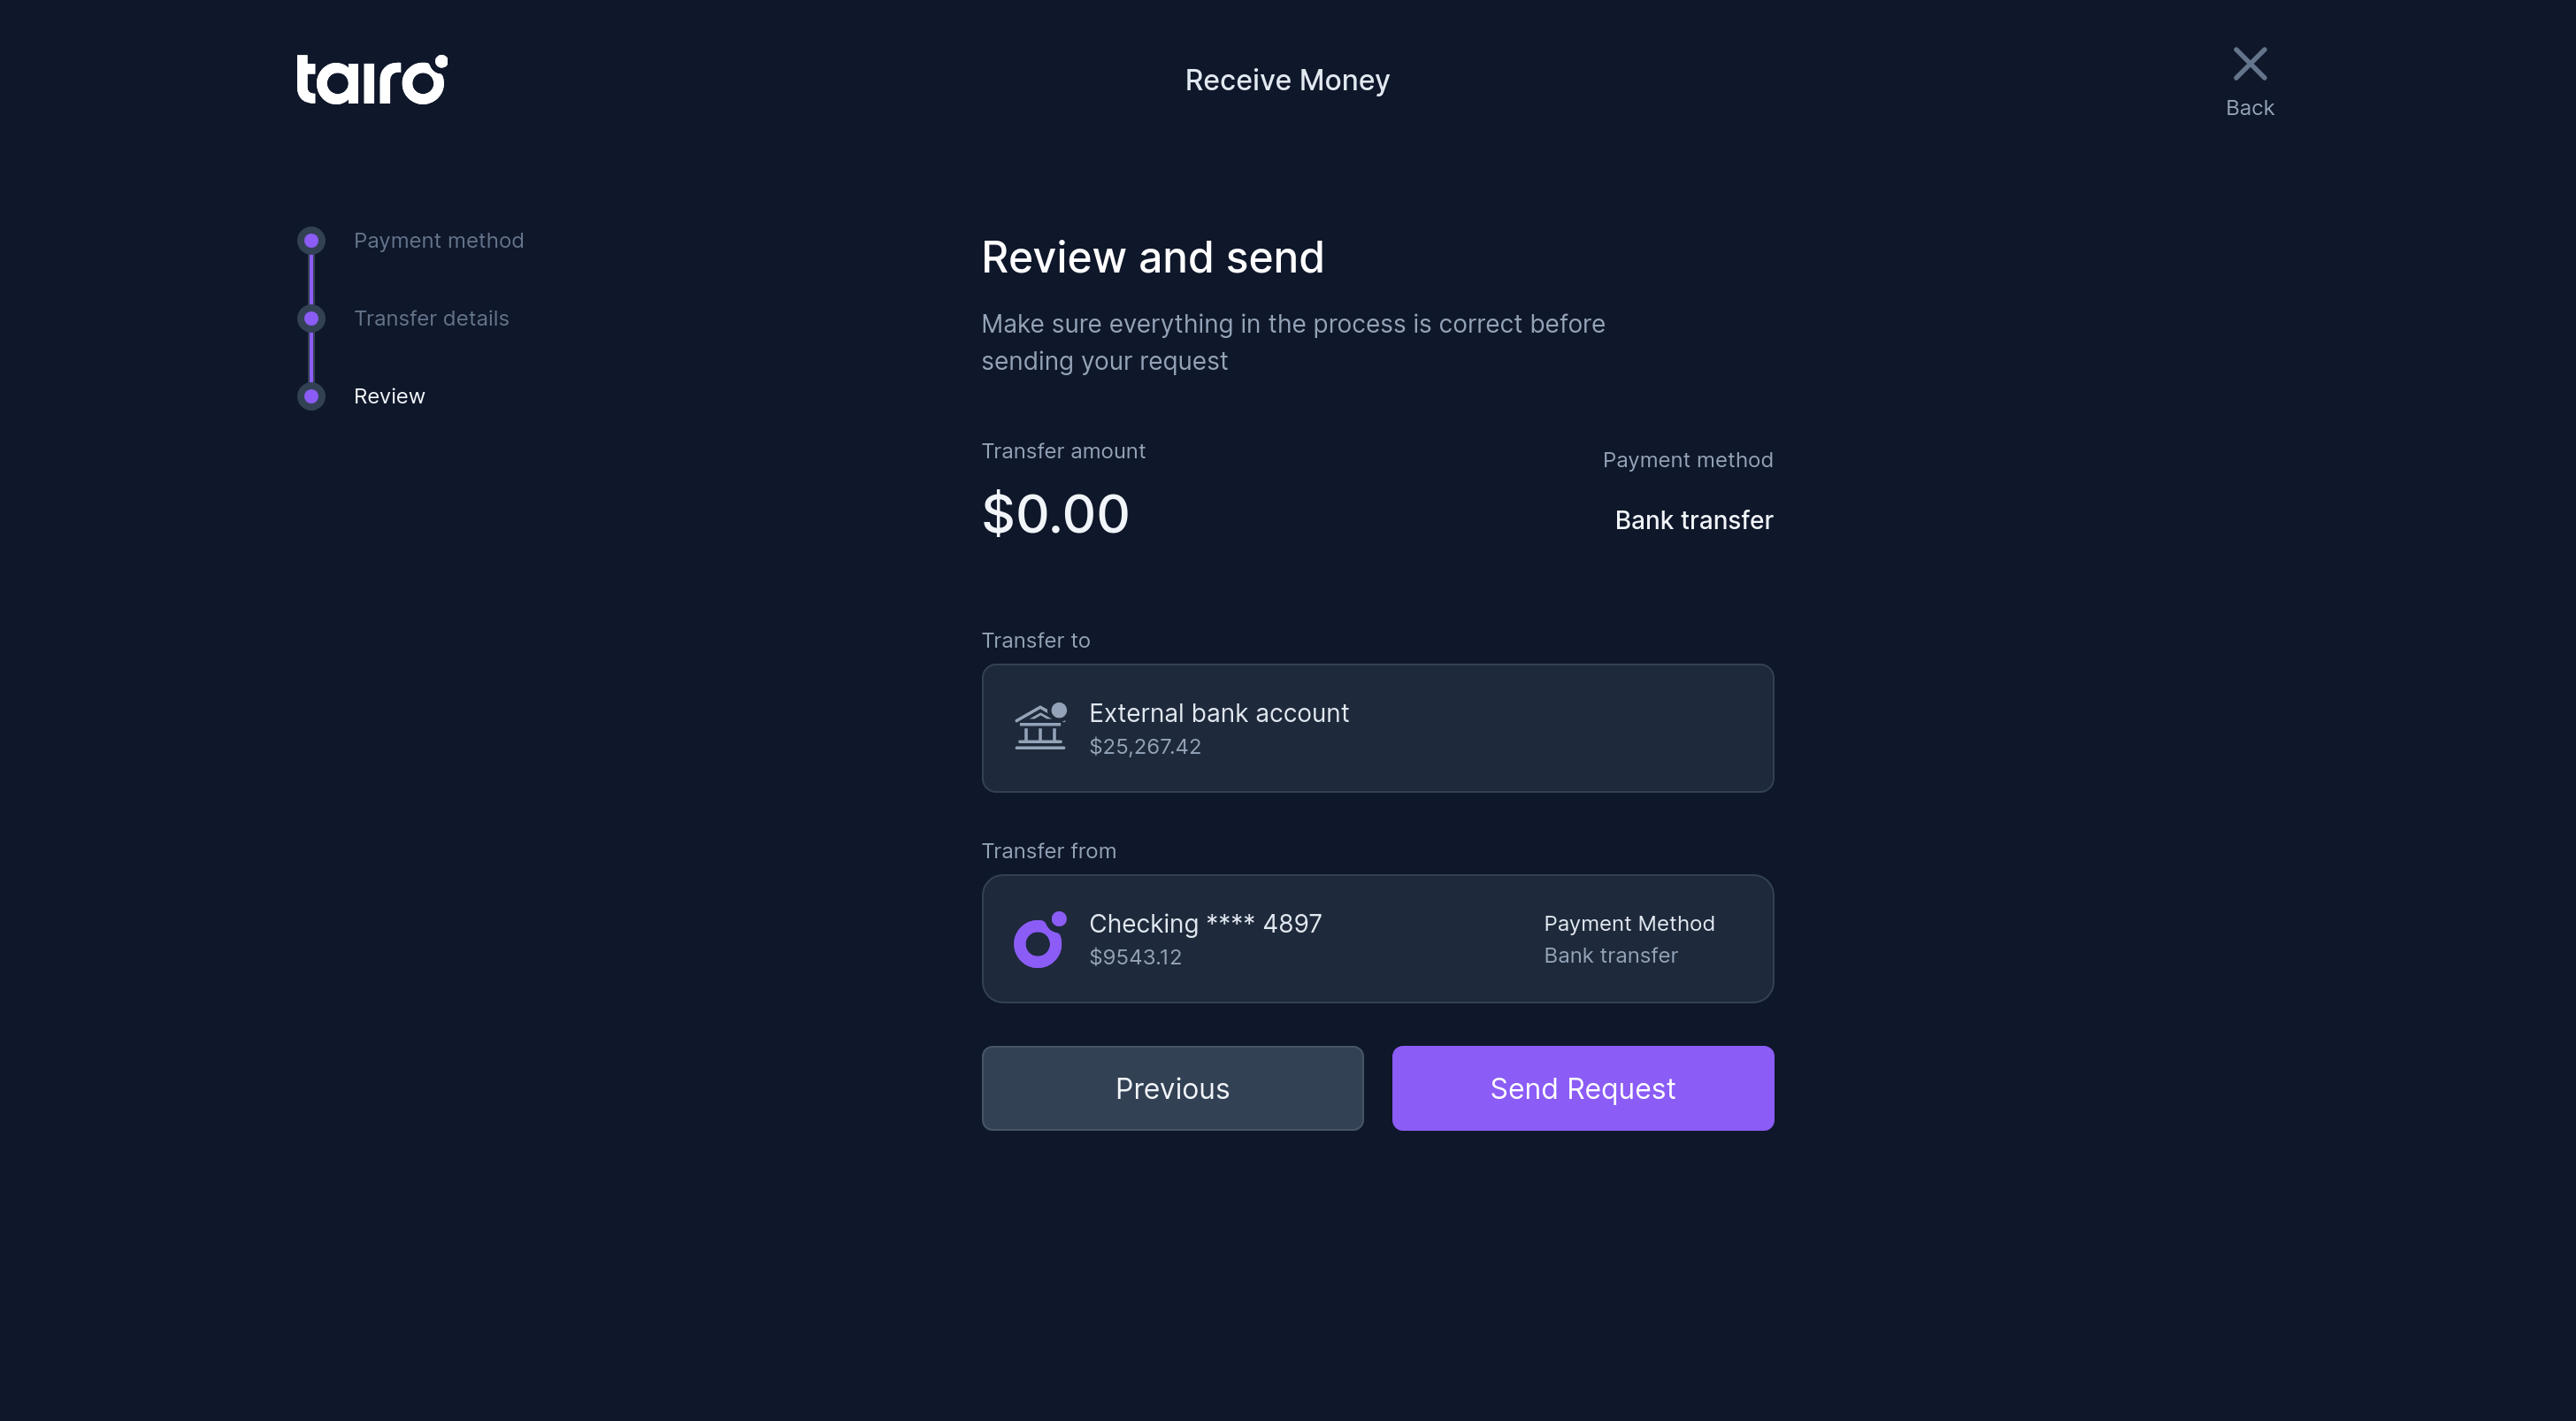 tairo
Receive Money
Back
Payment method
Transfer details
Review
Review and send
Make sure everything in the process is correct before
sending your request
Transfer amount
$0.00
Payment method
Bank transfer
Transfer to
External bank account
$25,267.42
Transfer from
Checking **** 4897
$9543.12
Payment Method
Bank transfer
Previous
Send Request